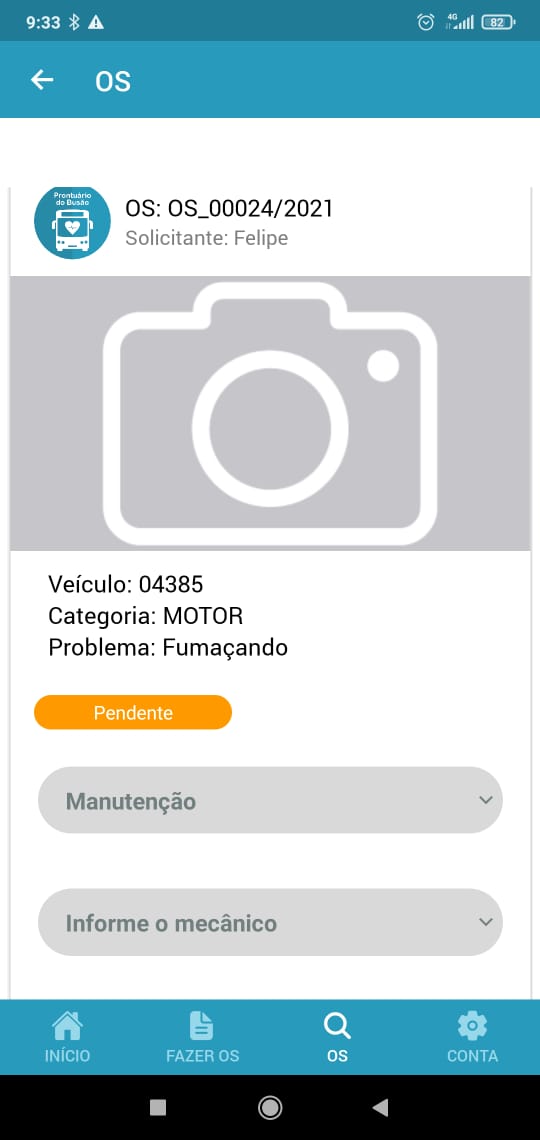 9:33
4G
82
OS
Prontuário
do Busão
OS: OS_00024/2021
Solicitante: Felipe
Veículo: 04385
Categoria: MOTOR
Problema: Fumaçando
Pendente
Manutenção
Informe o mecânico
INÍCIO
FAZER OS
OS
CONTA